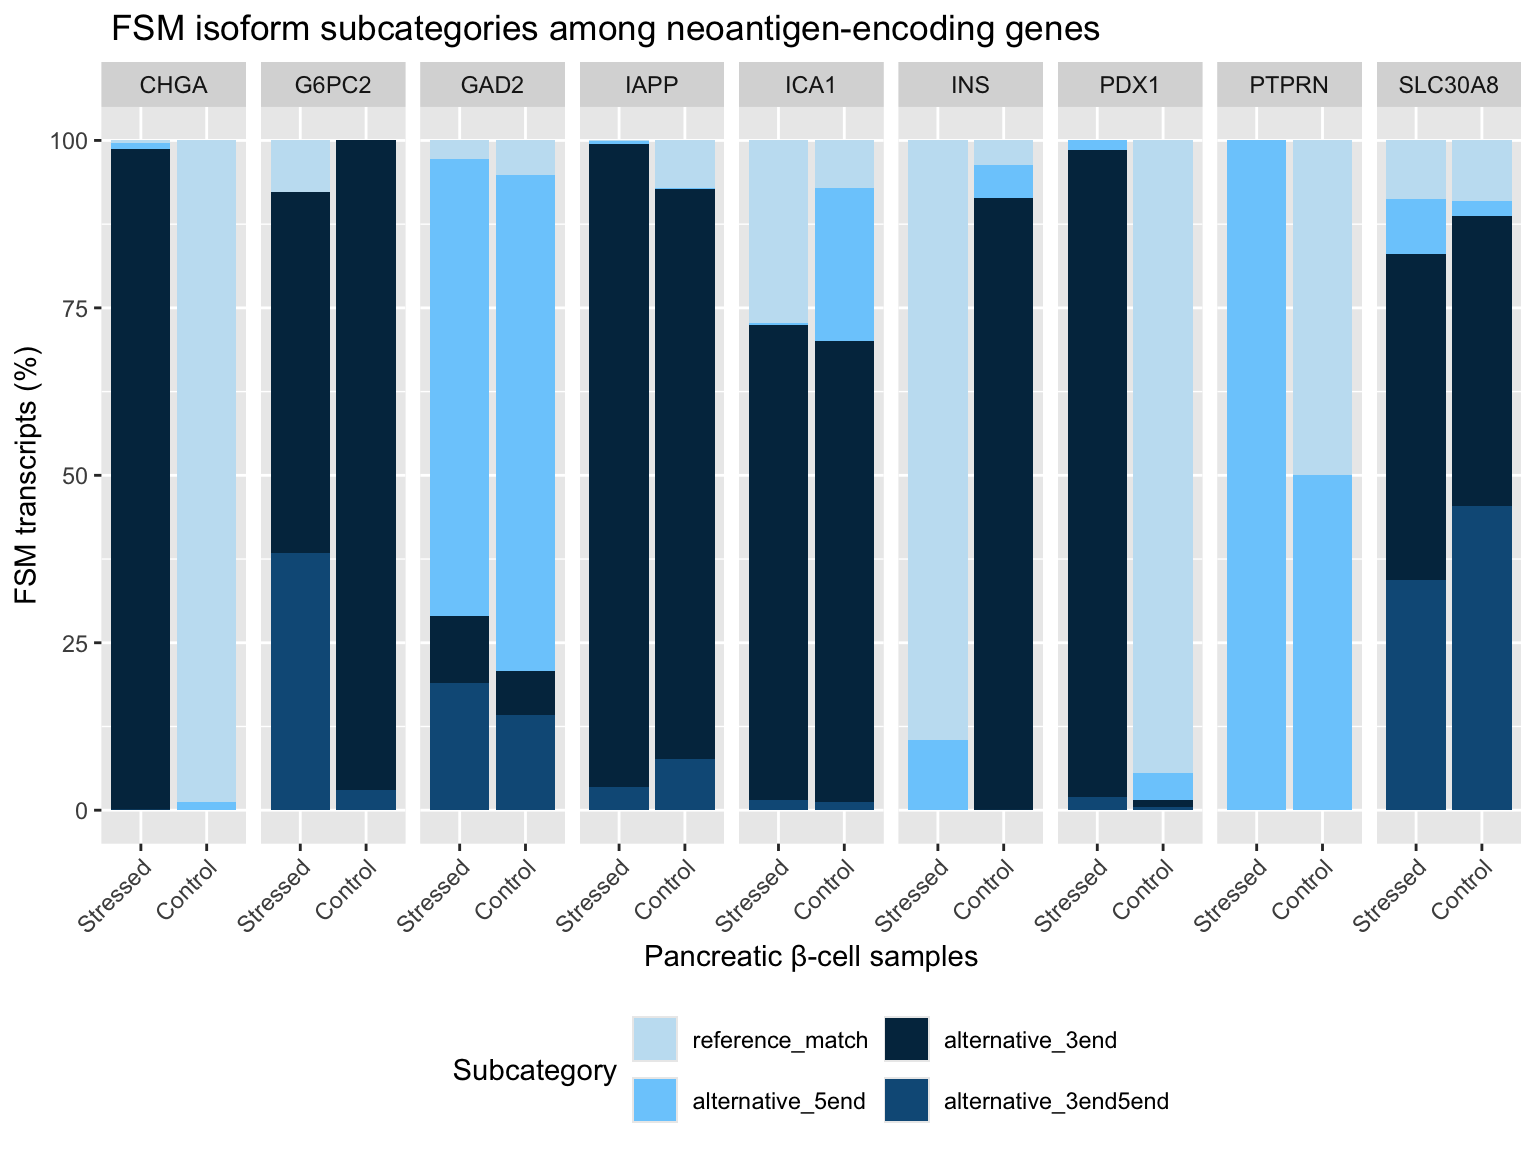 FSM isoform subcategories among neoantigen-encoding genes
CHGA G6PC2 GAD2 IAPP ICA1 INS PDX1 PTPRN SLC30A8
100
75
50
25
0
FSM transcripts (%)
Stressed Control Stressed Control Stressed Control Stressed Control Stressed Control Stressed Control Stressed Control Stressed Control Stressed Control
Pancreatic β-cell samples
Subcategory
reference_match alternative_3end
alternative_5end alternative_3end5end